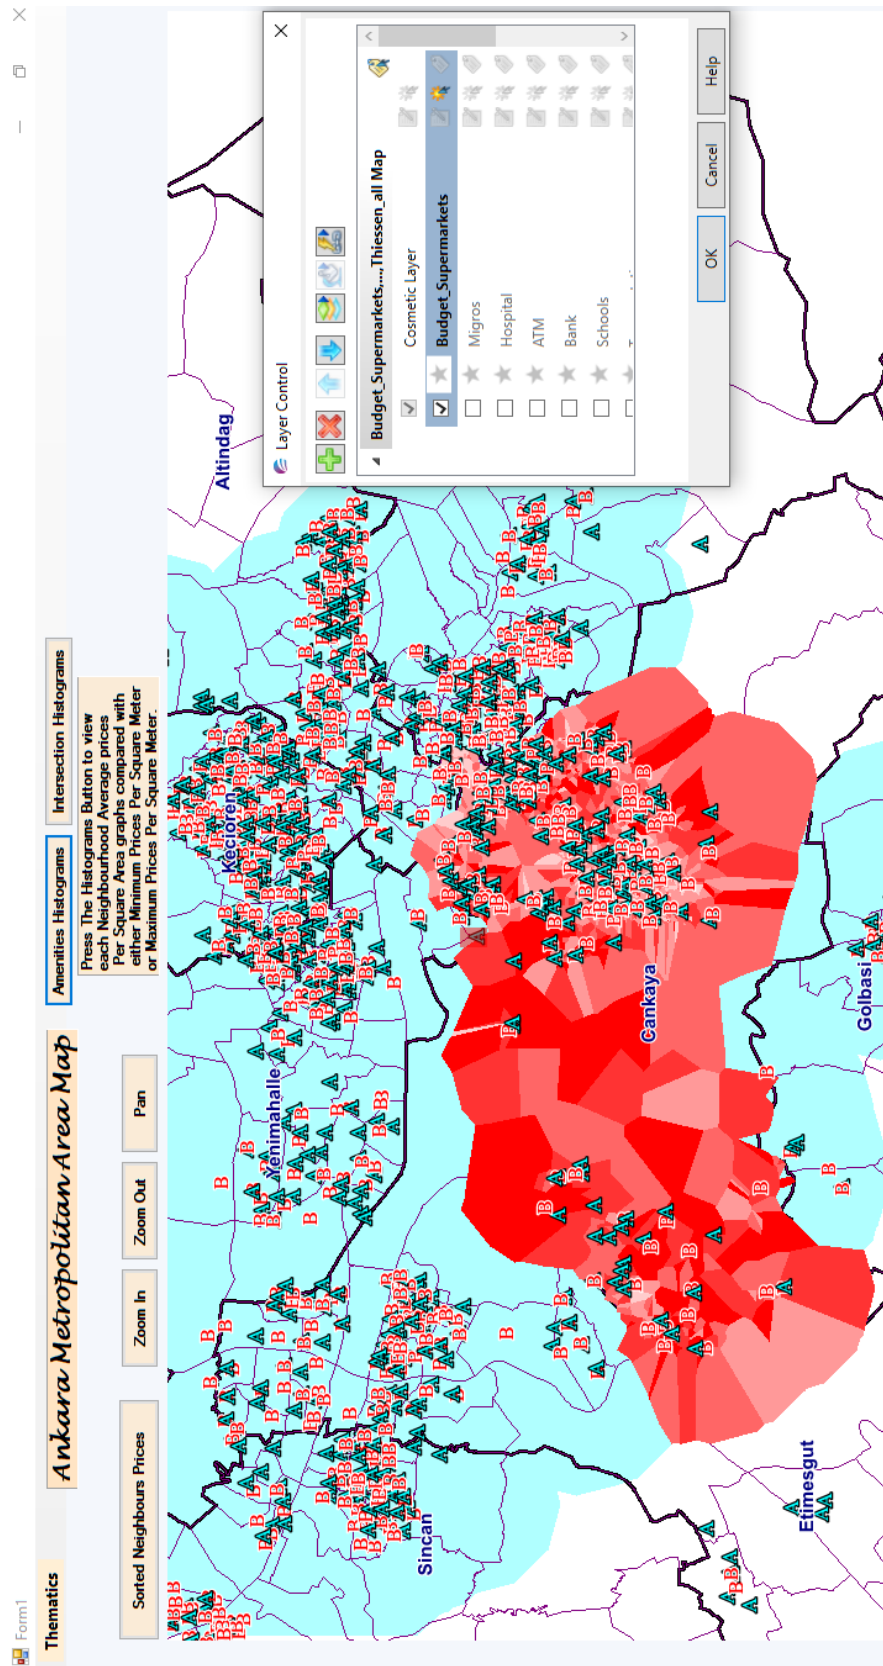 Form1
Thematics
Ankara Metropolitan Area Map
Amenities Histograms
Intersection Histograms
Sorted Neighbours Prices
Zoom In
Zoom Out
Pan
Press The Histograms Button to view
each Neighbourhood Average prices
Per Square Area graphs compared with
either Minimum Prices Per Square Meter
or Maximum Prices Per Square Meter.
Altindag
Kecioren
Yenimahalle
Sincan
Cankaya
Etimesgut
Golbasi
Layer Control
Budget_Supermarkets,...,Thiessen_all Map
Cosmetic Layer
Budget_Supermarkets
Migros
Hospital
ATM
Bank
Schools
OK
Cancel
Help